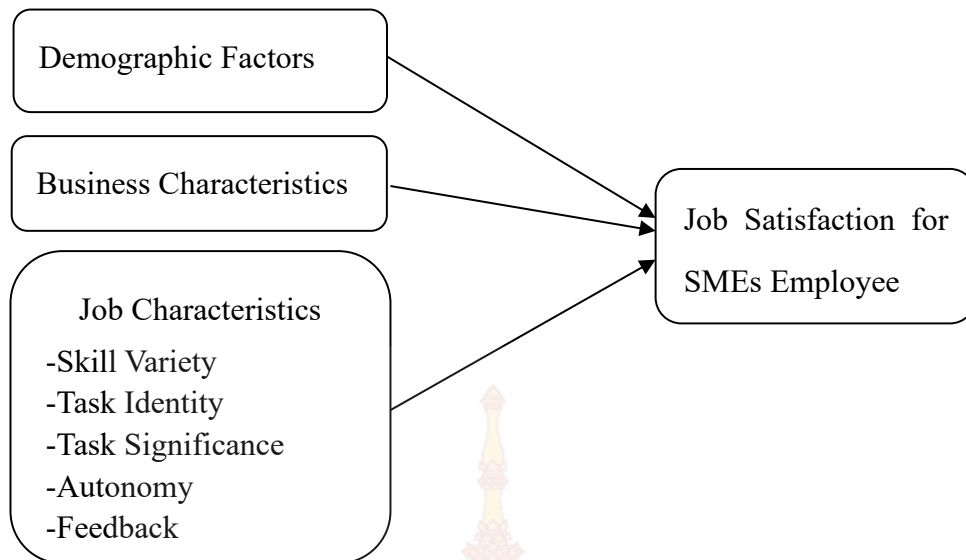 Demographic Factors
Business Characteristics
Job Characteristics
-Skill Variety
-Task Identity
-Task Significance
-Autonomy
-Feedback
Job Satisfaction for
SMEs Employee